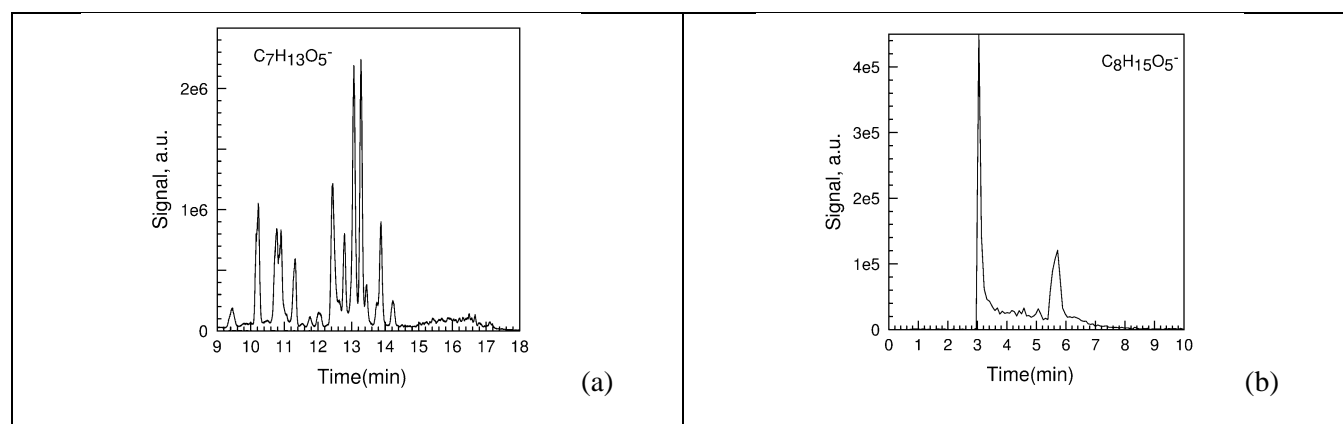 C7H13O5-
2e6
1e6
0
Signal, a.u.
9 10 11 12 13 14 15 16 17 18
Time(min)
(a)
C8H15O5-
4e5
3e5
2e5
1e5
0
Signal, a.u.
0 1 2 3 4 5 6 7 8 9 10
Time(min)
(b)